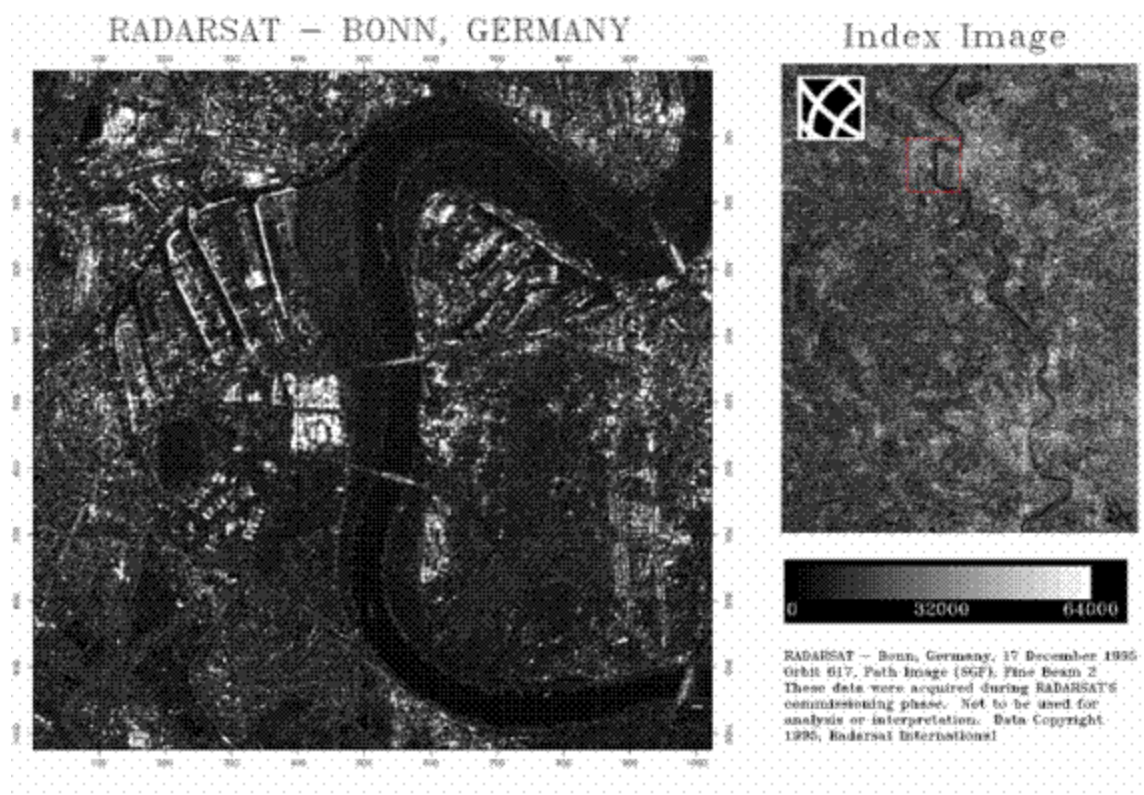 RADARSAT – BONN, GERMANY
Index Image
0 32000 64000
RADARSAT – Bonn, Germany, 17 December 1995
Orbit 617, Path Image (SGF), Fine Beam 2
These data were acquired during RADARSAT'S
commissioning phase. Not to be used for
analysis or interpretation. Data Copyright
1995, Radarsat International